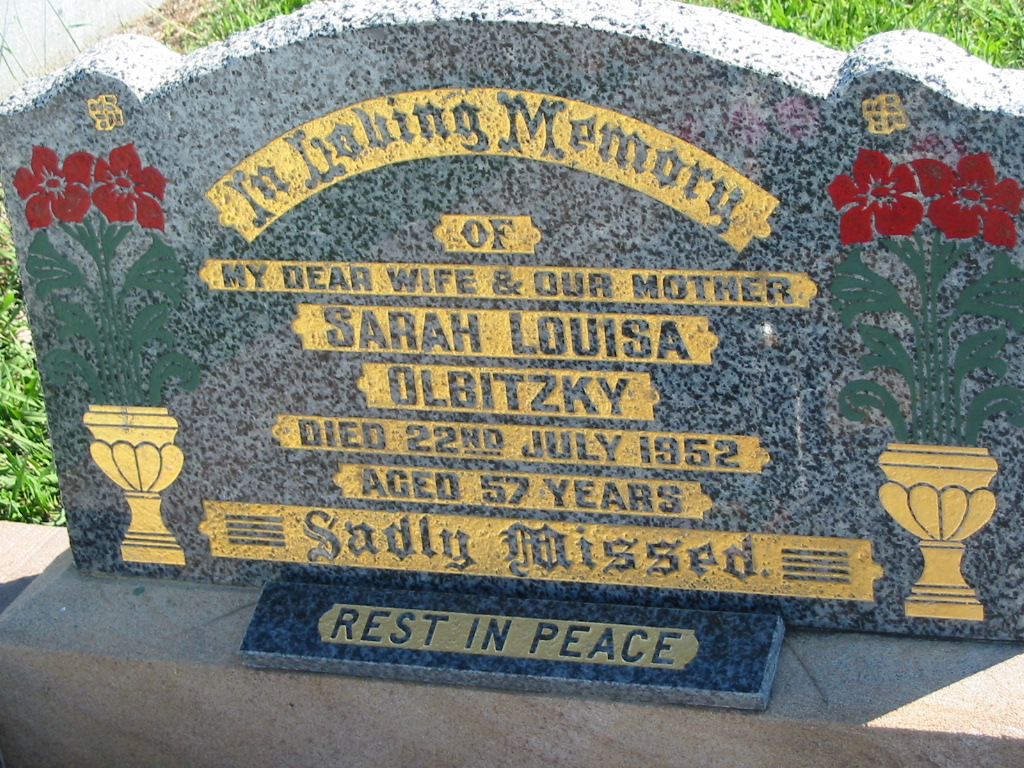 In Loving Memory
OF
MY DEAR WIFE & OUR MOTHER
SARAH LOUISA
OLBITZKY
DIED 22ND JULY 1952
AGED 57 YEARS
Sadly Missed.
REST IN PEACE